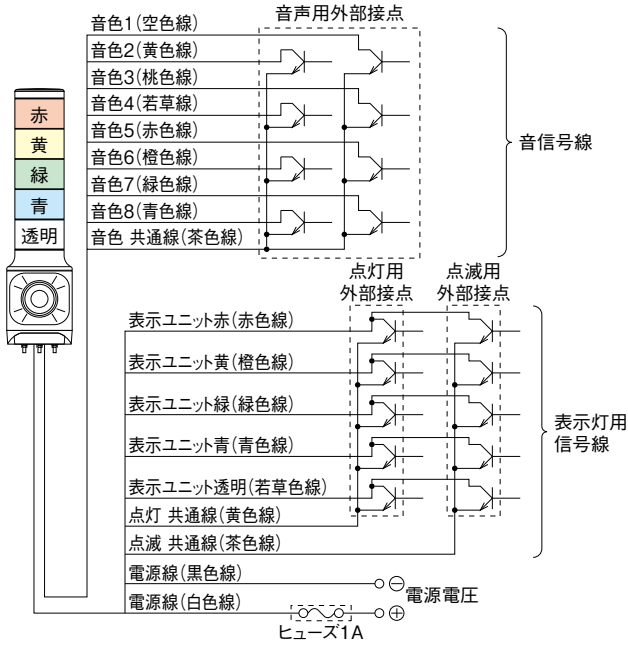 音声用外部接点
音色1(空色線)
音色2(黄色線)
音色3(桃色線)
音色4(若草線)
音色5(赤色線)
音色6(橙色線)
音色7(緑色線)
音色8(青色線)
音色 共通線(茶色線)
音信号線
赤
黄
緑
青
透明
点灯用
外部接点
点滅用
外部接点
表示ユニット赤(赤色線)
表示ユニット黄(橙色線)
表示ユニット緑(緑色線)
表示ユニット青(青色線)
表示ユニット透明(若草色線)
点灯 共通線(黄色線)
点滅 共通線(茶色線)
表示灯用
信号線
電源線(黒色線)
⊖
電源電圧
電源線(白色線)
⊕
ヒューズ1A